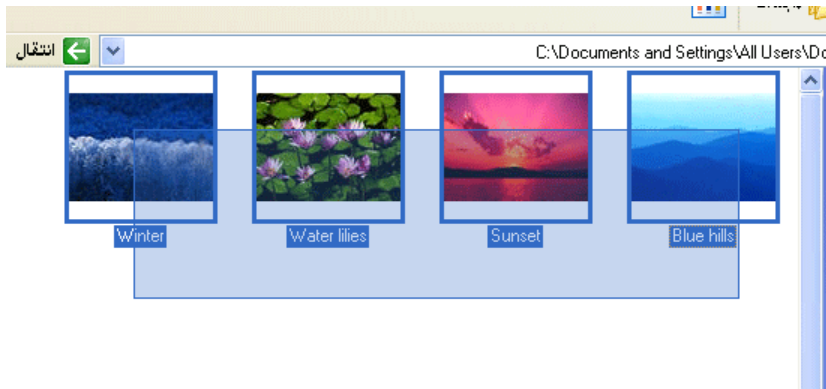 انتقال
C:\Documents and Settings\All Users\Do
Blue hills
Sunset
Water lilies
Winter